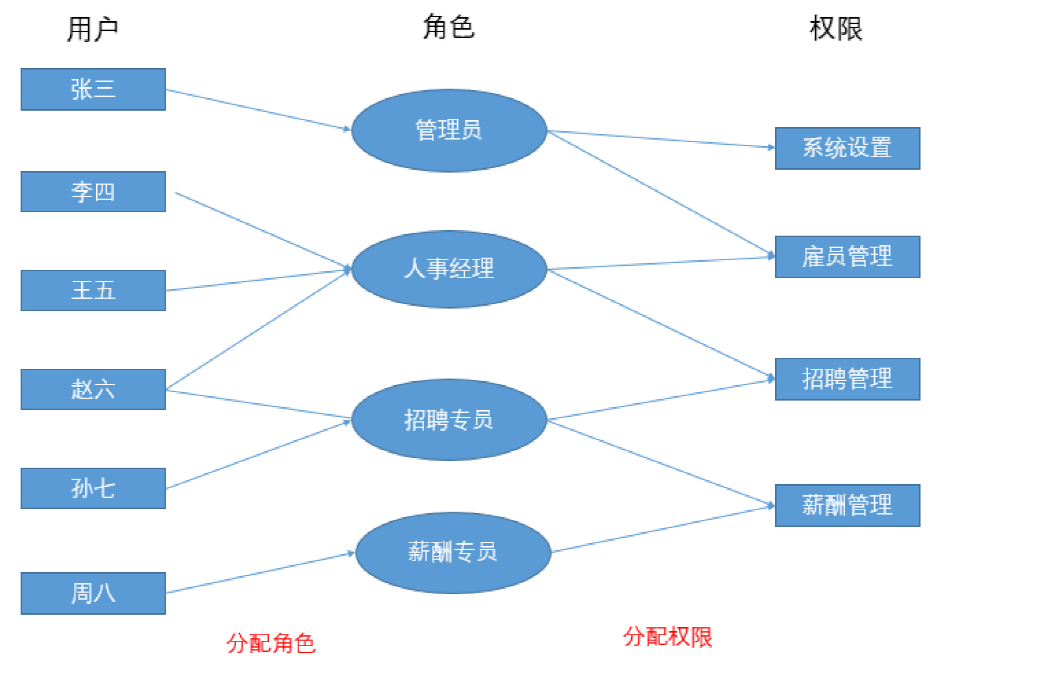 用户
角色
权限
张三
管理员
系统设置
李四
人事经理
雇员管理
王五
赵六
招聘专员
招聘管理
孙七
薪酬专员
薪酬管理
周八
分配角色
分配权限